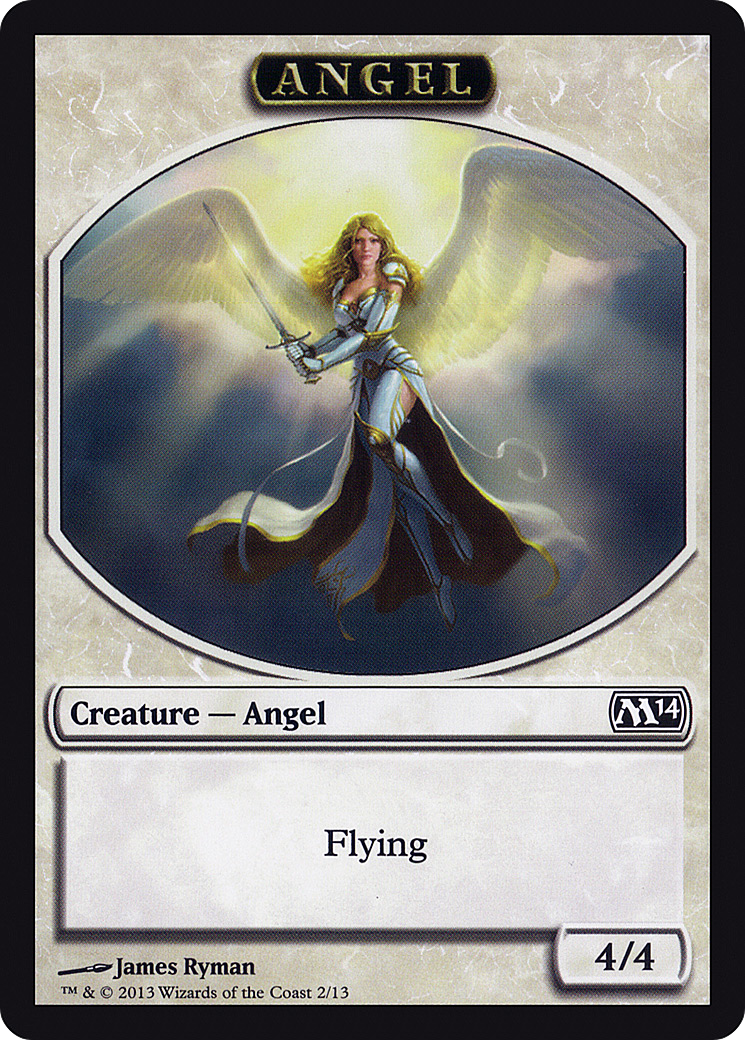 ANGEL
Creature — Angel
M14
Flying
4/4
James Ryman
™ & © 2013 Wizards of the Coast 2/13